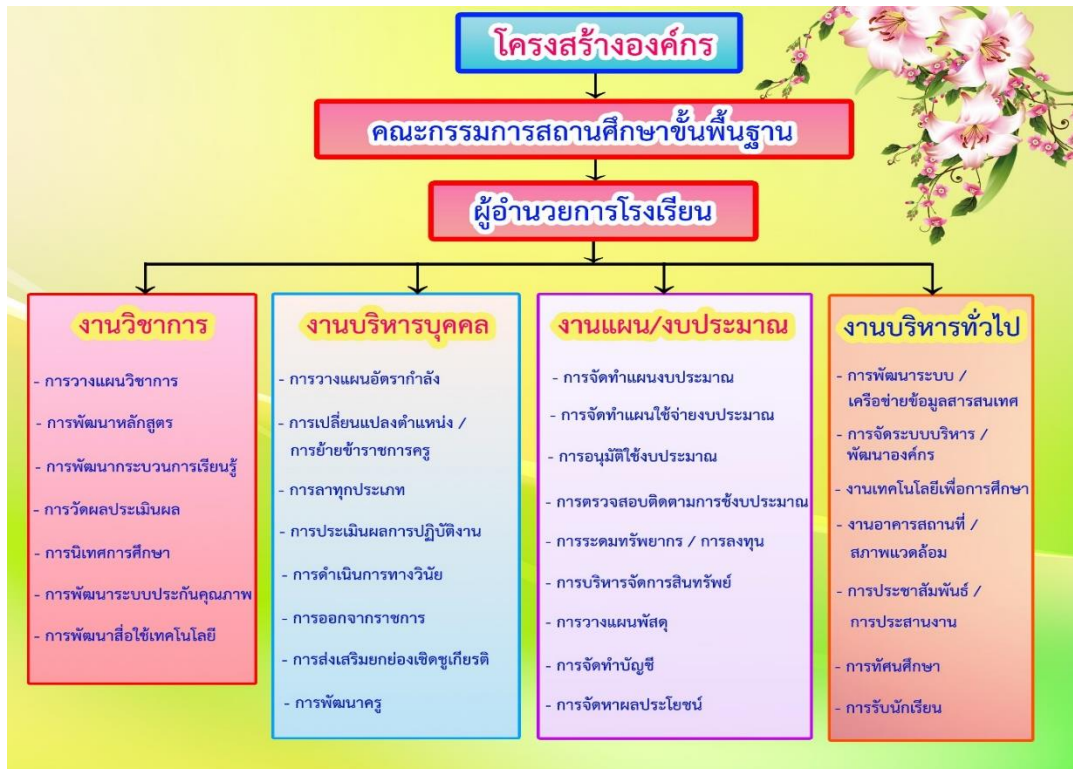 โครงสร้างองค์กร
คณะกรรมการสถานศึกษาขั้นพื้นฐาน
ผู้อำนวยการโรงเรียน
งานวิชาการ
- การวางแผนวิชาการ
- การพัฒนาหลักสูตร
- การพัฒนากระบวนการเรียนรู้
- การวัดผลประเมินผล
- การนิเทศการศึกษา
- การพัฒนาระบบประกันคุณภาพ
- การพัฒนาสื่อใช้เทคโนโลยี
งานบริหารบุคคล
- การวางแผนอัตรากำลัง
- การเปลี่ยนแปลงตำแหน่ง /
การย้ายข้าราชการครู
- การลาทุกประเภท
- การประเมินผลการปฏิบัติงาน
- การดำเนินการทางวินัย
- การออกจากราชการ
- การส่งเสริมยกย่องเชิดชูเกียรติ
- การพัฒนาครู
งานแผน/งบประมาณ
- การจัดทำแผนงบประมาณ
- การจัดทำแผนใช้จ่ายงบประมาณ
- การอนุมัติใช้งบประมาณ
- การตรวจสอบติดตามการช้งบประมาณ
- การระดมทรัพยากร / การลงทุน
- การบริหารจัดการสินทรัพย์
- การวางแผนพัสดุ
- การจัดทำบัญชี
- การจัดหาผลประโยชน์
งานบริหารทั่วไป
- การพัฒนาระบบ /
เครือข่ายข้อมูลสารสนเทศ
- การจัดระบบบริหาร /
พัฒนาองค์กร
- งานเทคโนโลยีเพื่อการศึกษา
- งานอาคารสถานที่ /
สภาพแวดล้อม
- การประชาสัมพันธ์ /
การประสานงาน
- การทัศนศึกษา
- การรับนักเรียน